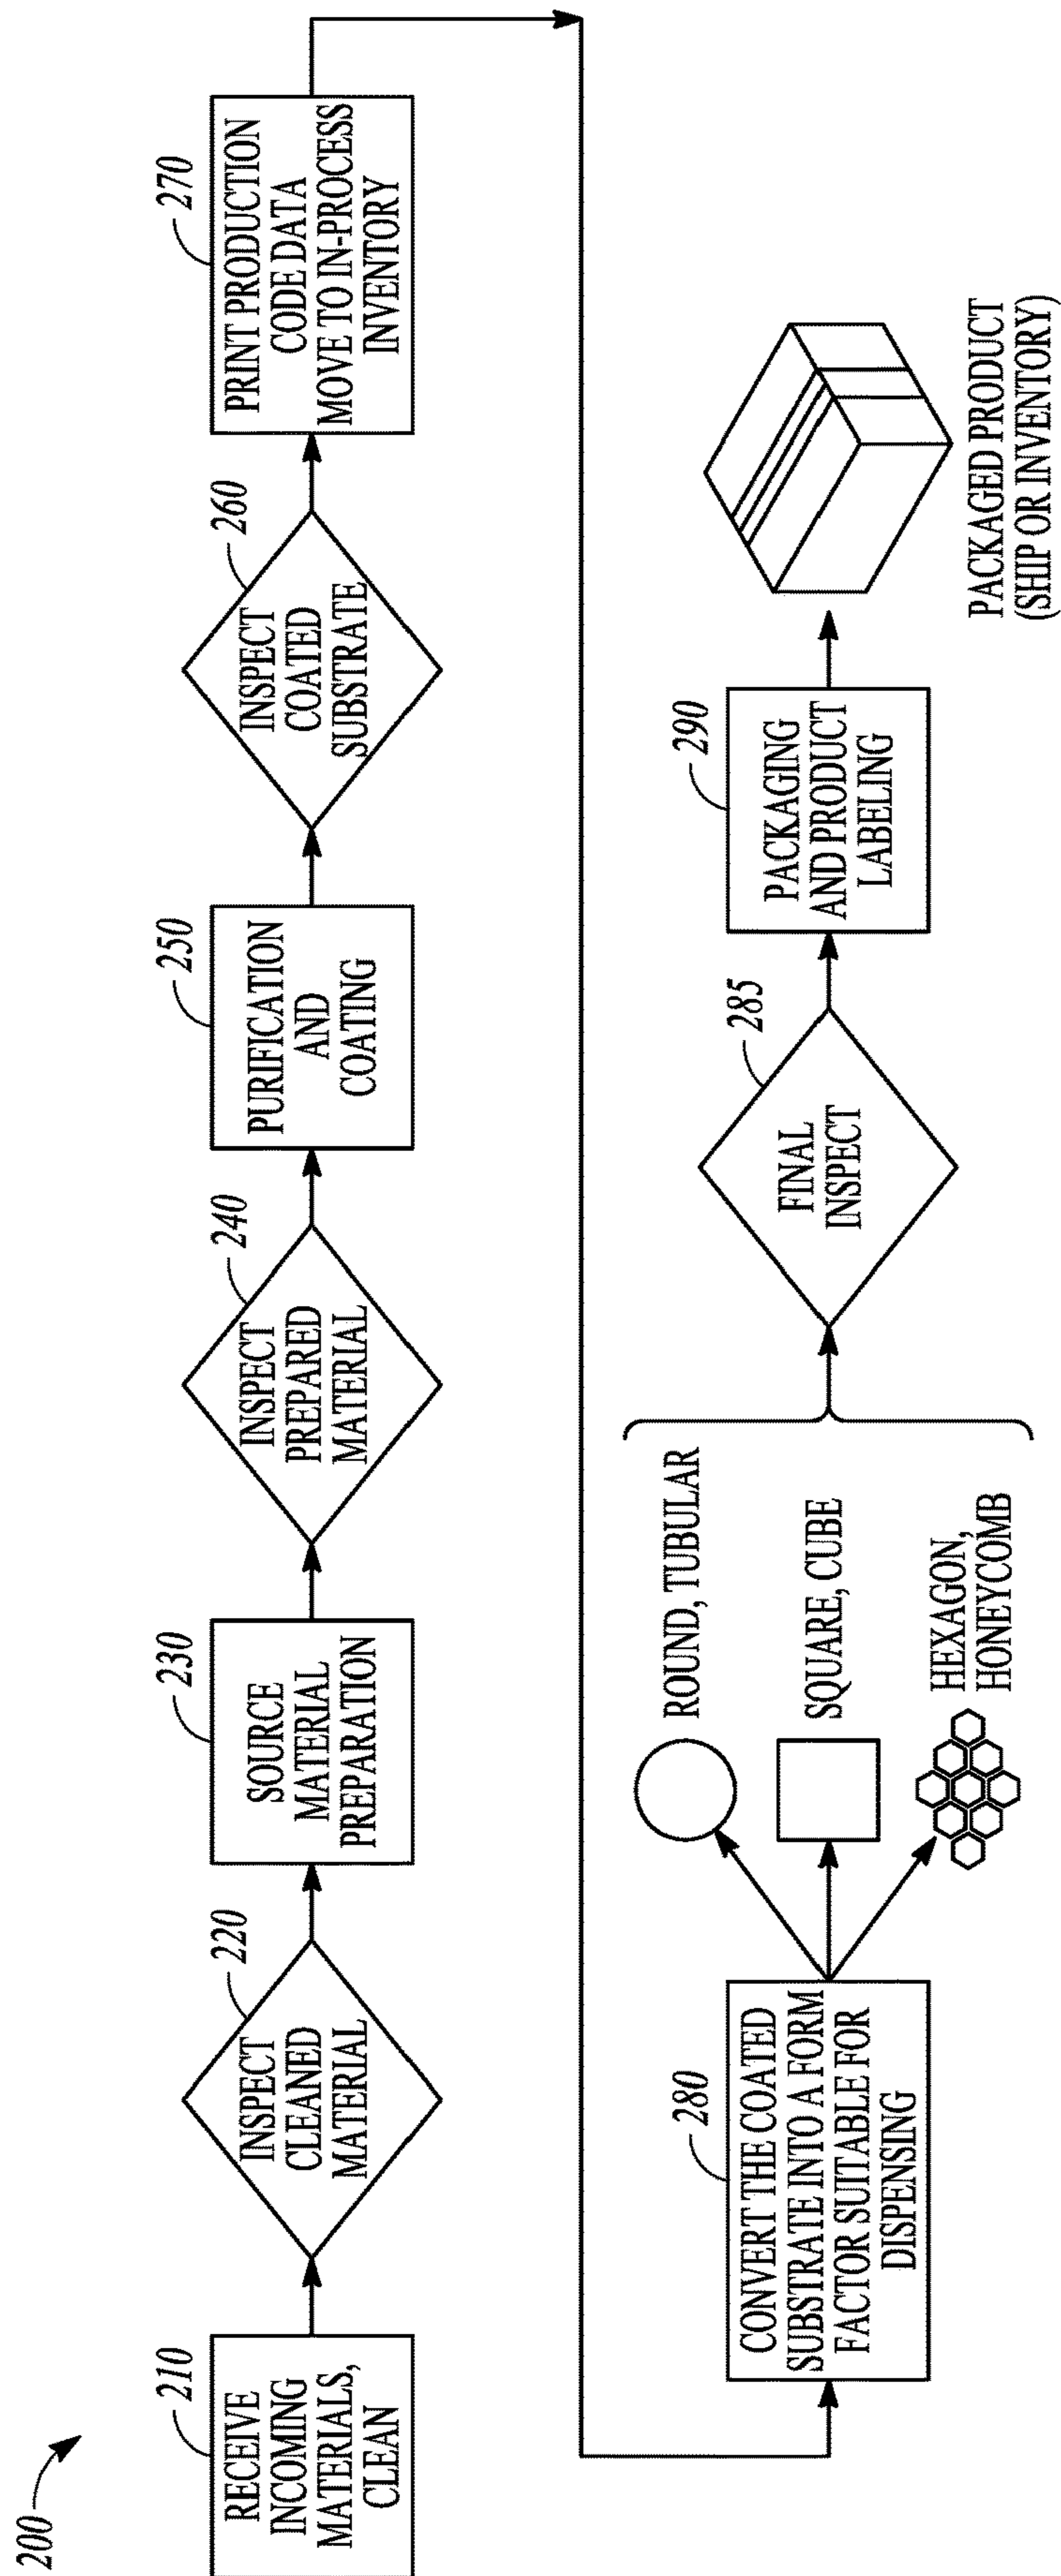 200
210
RECEIVE
INCOMING
MATERIALS,
CLEAN
220
INSPECT
CLEANED
MATERIAL
230
SOURCE
MATERIAL
PREPARATION
240
INSPECT
PREPARED
MATERIAL
250
PURIFICATION
AND
COATING
260
INSPECT
COATED
SUBSTRATE
270
PRINT PRODUCTION
CODE DATA
MOVE TO IN-PROCESS
INVENTORY
280
CONVERT THE COATED
SUBSTRATE INTO A FORM
FACTOR SUITABLE FOR
DISPENSING
ROUND, TUBULAR
SQUARE, CUBE
HEXAGON,
HONEYCOMB
285
FINAL
INSPECT
290
PACKAGING
AND PRODUCT
LABELING
PACKAGED PRODUCT
(SHIP OR INVENTORY)